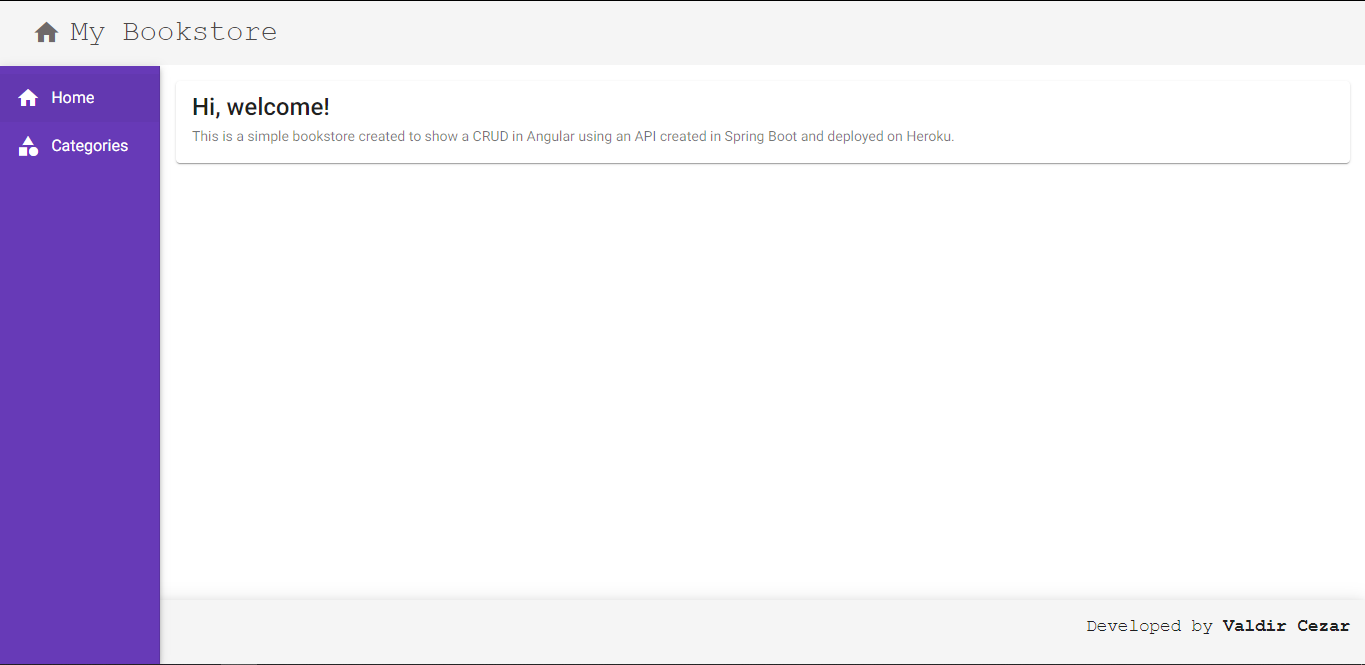 My Bookstore
Home
Categories
Hi, welcome!
This is a simple bookstore created to show a CRUD in Angular using an API created in Spring Boot and deployed on Heroku.
Developed by Valdir Cezar